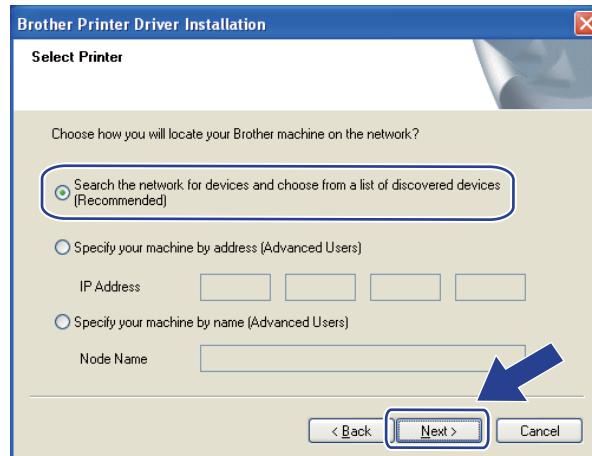 Brother Printer Driver Installation
Select Printer
Choose how you will locate your Brother machine on the network?
Search the network for devices and choose from a list of discovered devices
(Recommended)
Specify your machine by address (Advanced Users)
IP Address
Specify your machine by name (Advanced Users)
Node Name
< Back
Next >
Cancel